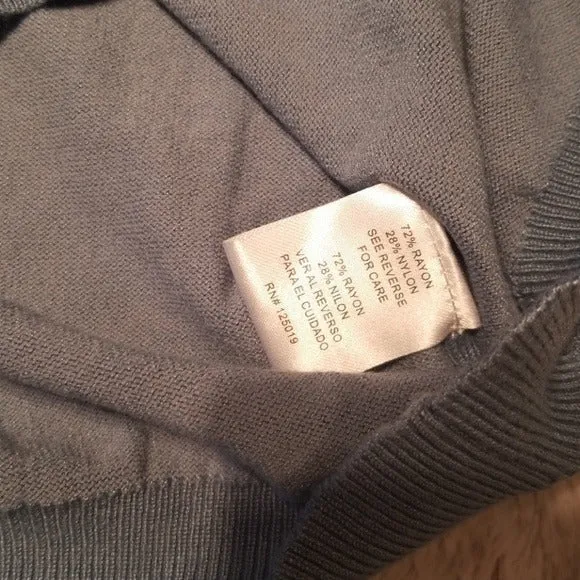 72% RAYON
28% NYLON
SEE REVERSE
FOR CARE
72% RAYON
28% NILON
VER AL REVERSO
PARA EL CUIDADO
RN# 125019